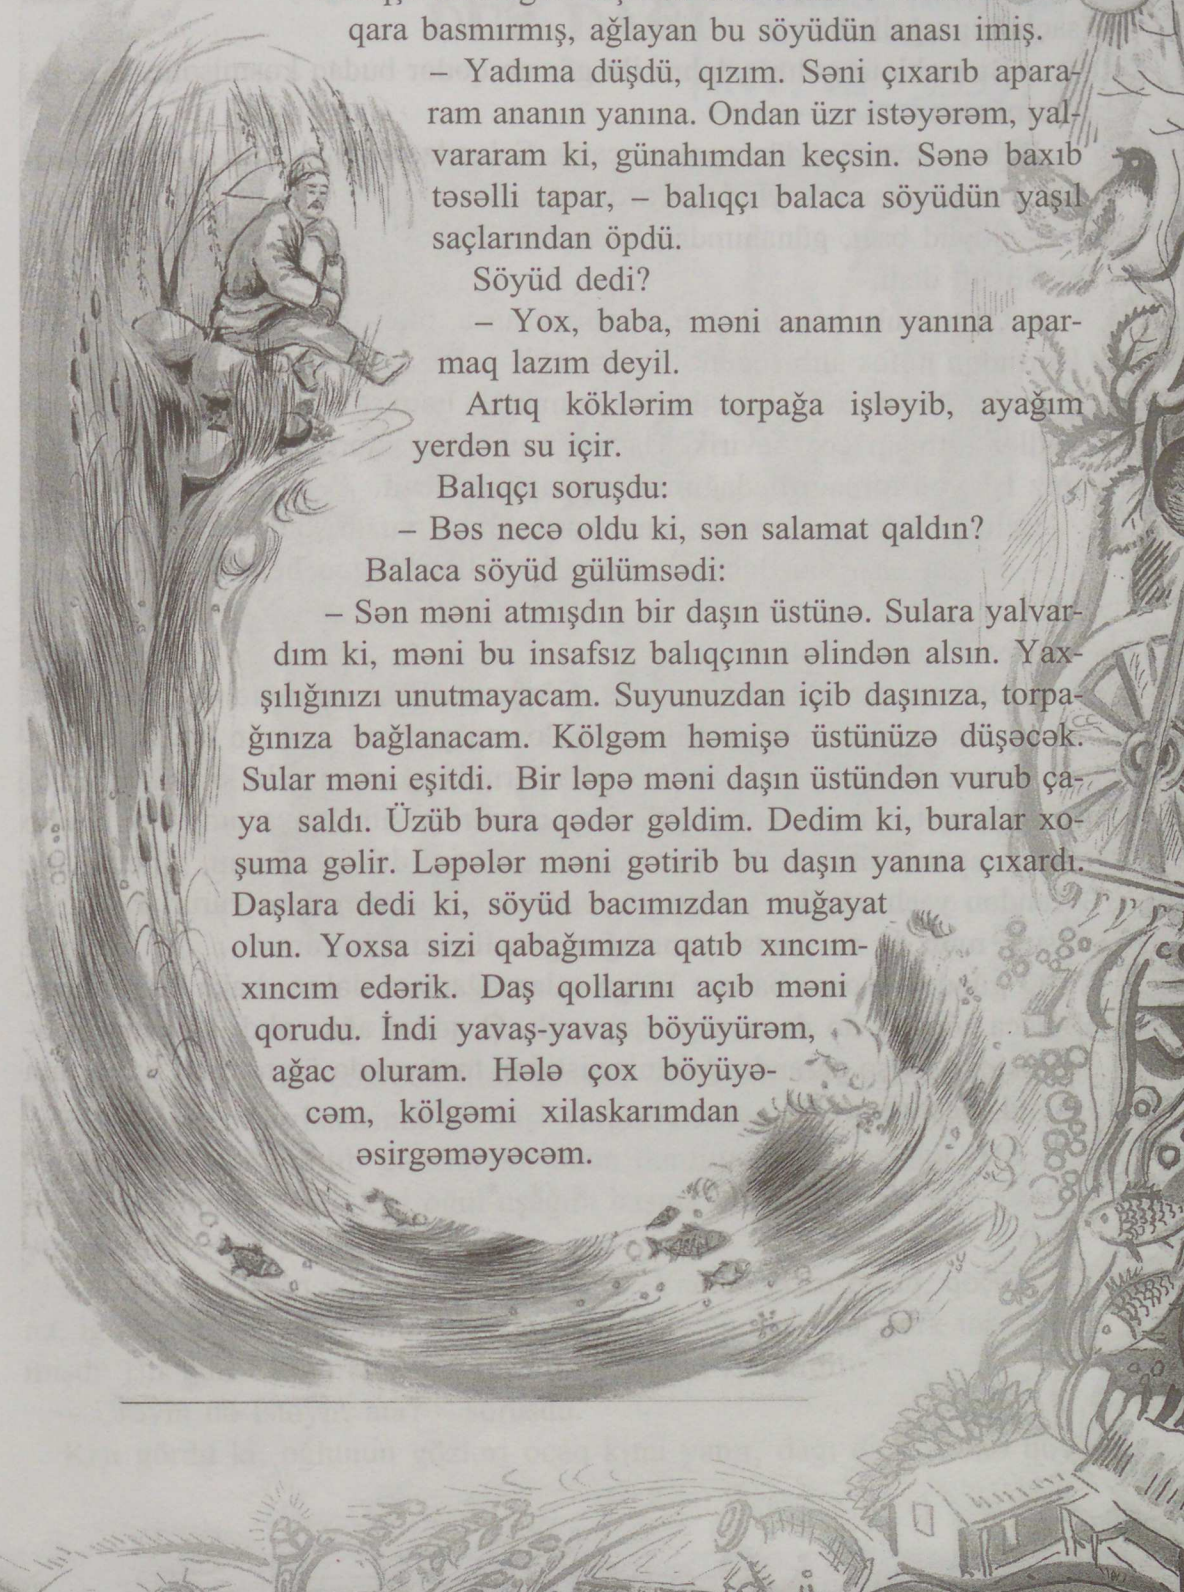 qara basmırmış, ağlayan bu söyüdün anası imiş.
– Yadıma düşdü, qızım. Səni çıxarıb apara-
ram ananın yanına. Ondan üzr istəyərəm, yal-
vararam ki, günahımdan keçsin. Sənə baxıb
təsəlli tapar, – balıqçı balaca söyüdün yaşıl
saçlarından öpdü.
Söyüd dedi?
– Yox, baba, məni anamın yanına apar-
maq lazım deyil.
Artıq köklərim torpağa işləyib, ayağım
yerdən su içir.
Balıqçı soruşdu:
– Bəs necə oldu ki, sən salamat qaldın?
Balaca söyüd gülümsədi:
– Sən məni atmışdın bir daşın üstünə. Sulara yalvar-
dım ki, məni bu insafsız balıqçının əlindən alsın. Yax-
şılığınızı unutmayacam. Suyunuzdan içib daşınıza, torpa-
ğınıza bağlanacam. Kölgəm həmişə üstünüzə düşəcək.
Sular məni eşitdi. Bir ləpə məni daşın üstündən vurub ça-
ya saldı. Üzüb bura qədər gəldim. Dedim ki, buralar xo-
şuma gəlir. Ləpələr məni gətirib bu daşın yanına çıxardı.
Daşlara dedi ki, söyüd bacımızdan muğayat
olun. Yoxsa sizi qabağımıza qatıb xıncım-
xıncım edərik. Daş qollarını açıb məni
qorudu. İndi yavaş-yavaş böyüyürəm,
ağac oluram. Hələ çox böyüyə-
cəm, kölgəmi xilaskarımdan
əsirgəməyəcəm.